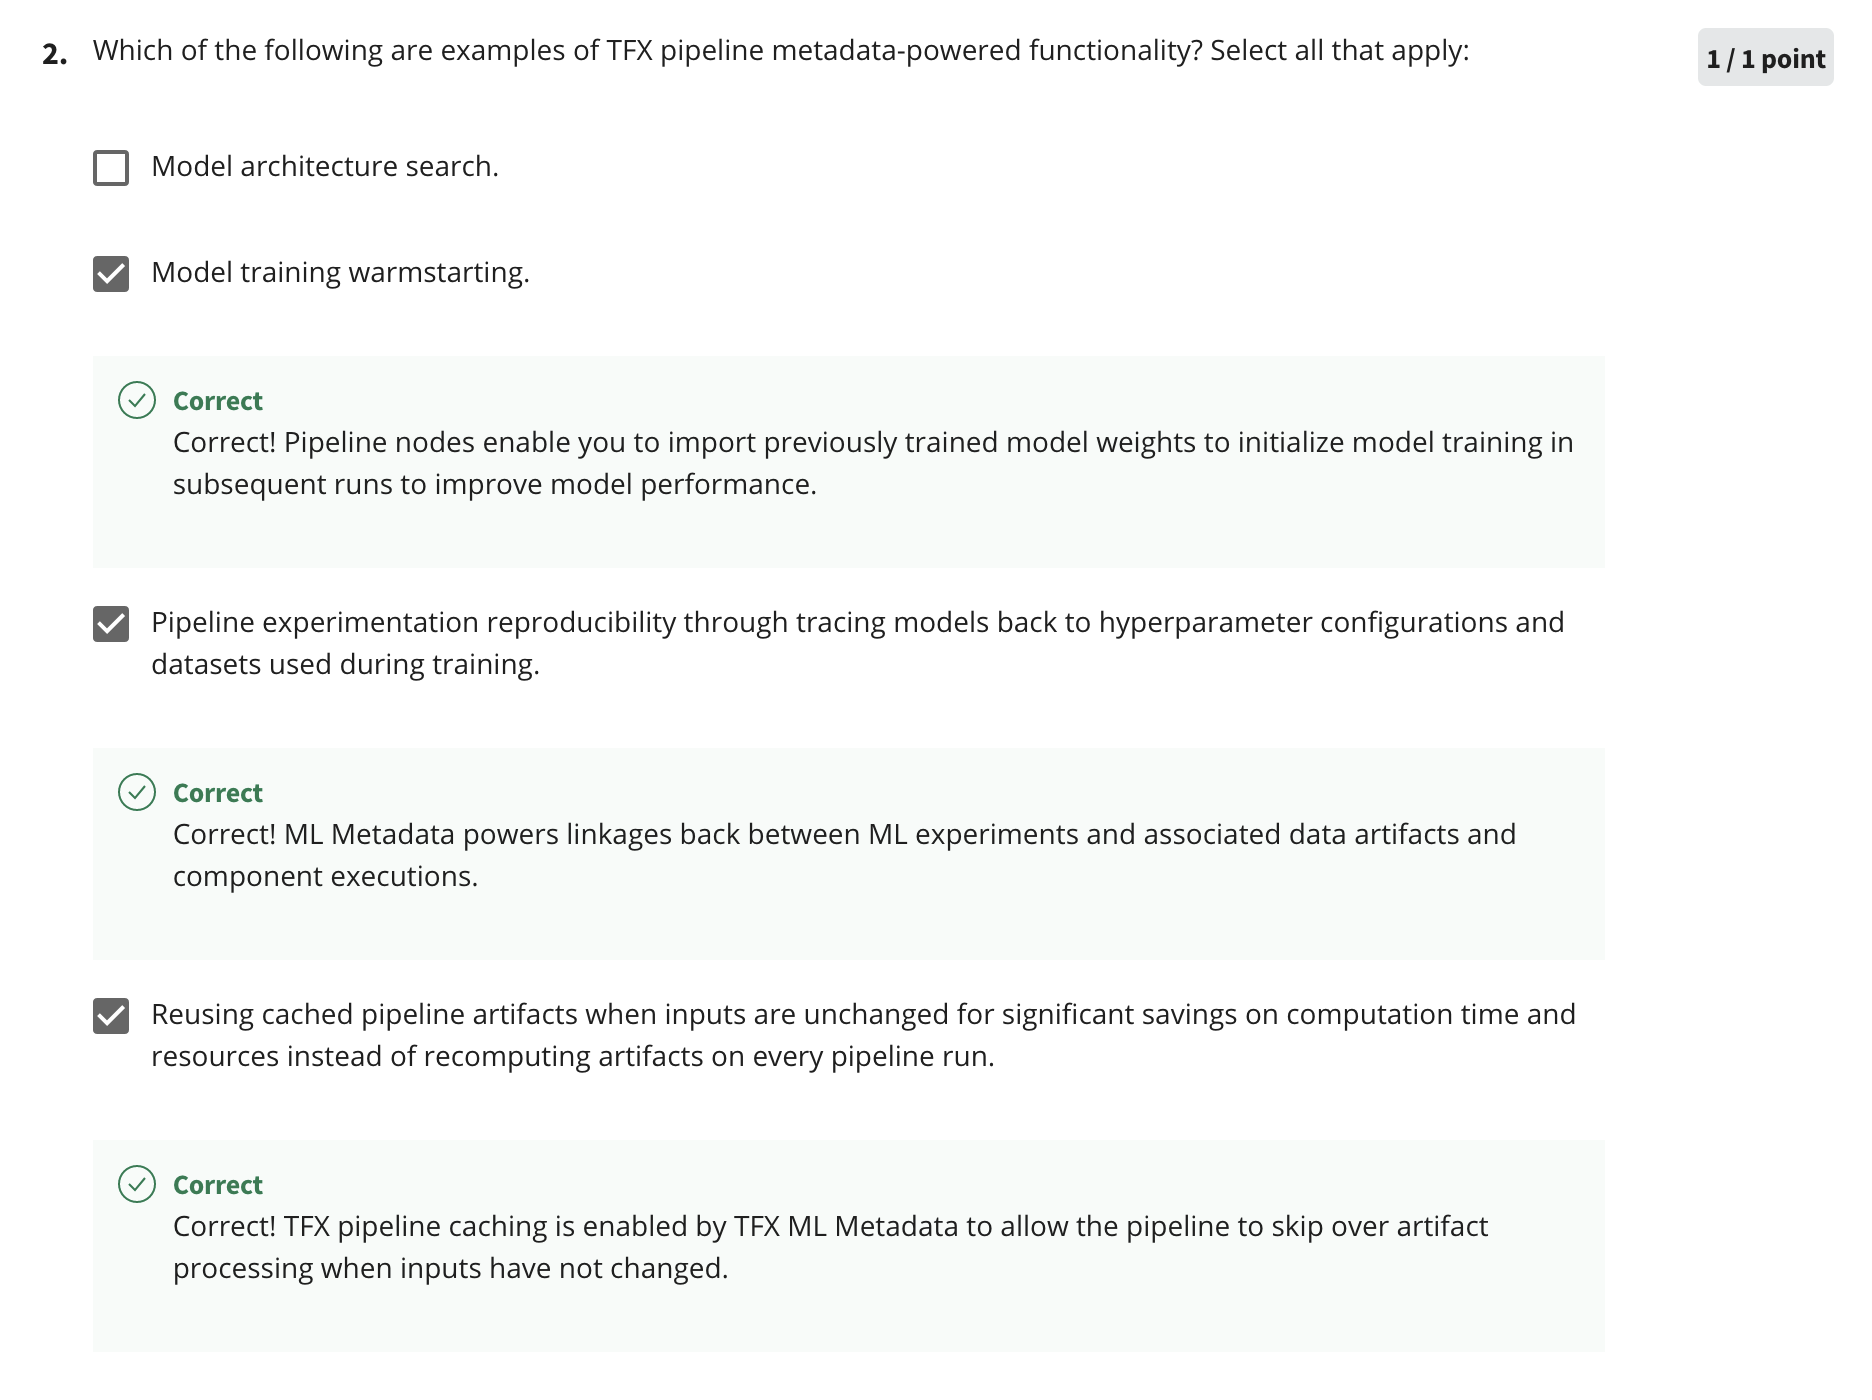 2. Which of the following are examples of TFX pipeline metadata-powered functionality? Select all that apply:
1 / 1 point
Model architecture search.
Model training warmstarting.
Correct
Correct! Pipeline nodes enable you to import previously trained model weights to initialize model training in
subsequent runs to improve model performance.
Pipeline experimentation reproducibility through tracing models back to hyperparameter configurations and
datasets used during training.
Correct
Correct! ML Metadata powers linkages back between ML experiments and associated data artifacts and
component executions.
Reusing cached pipeline artifacts when inputs are unchanged for significant savings on computation time and
resources instead of recomputing artifacts on every pipeline run.
Correct
Correct! TFX pipeline caching is enabled by TFX ML Metadata to allow the pipeline to skip over artifact
processing when inputs have not changed.